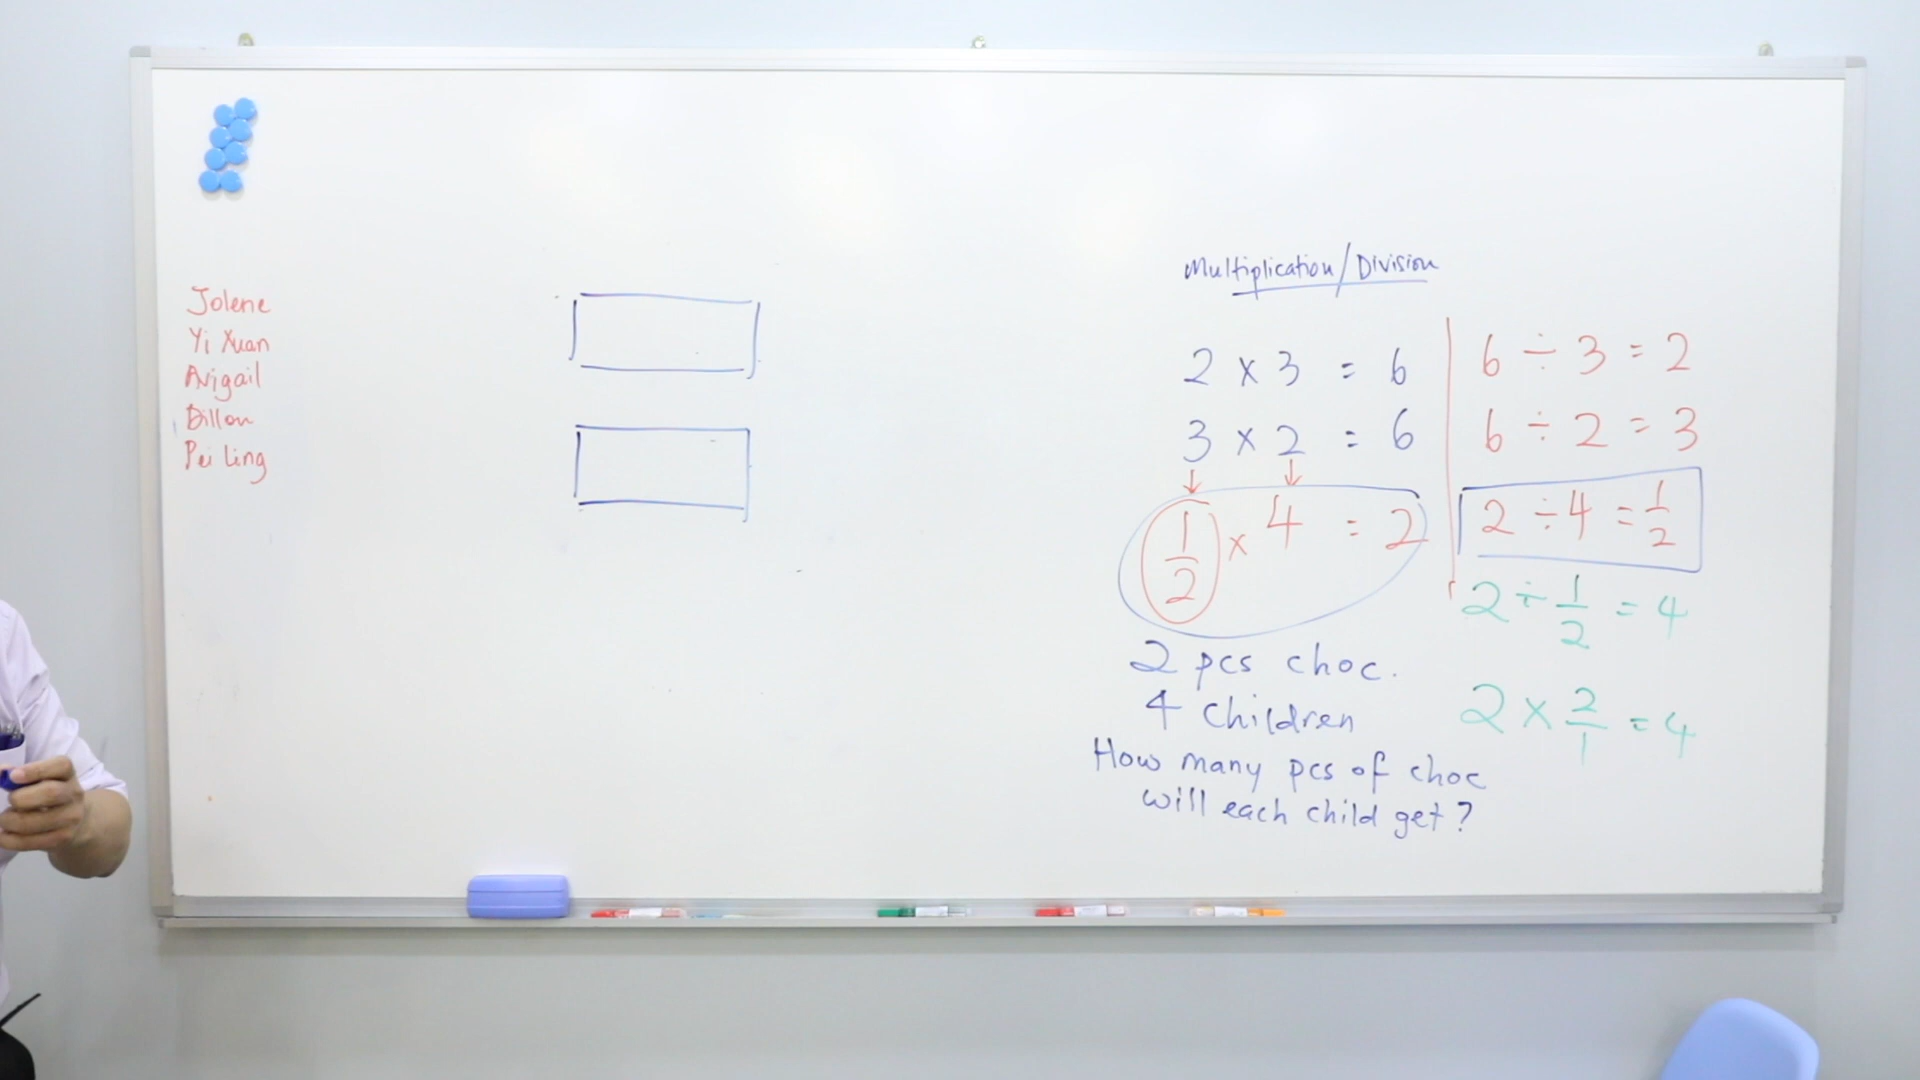 Jolene
Yi Xuan
Avigail
Dillon
Pei Ling
Multiplication/Division
2 x 3 = 6
3 x 2 = 6
1/2 x 4 = 2
6 ÷ 3 = 2
6 ÷ 2 = 3
2 ÷ 4 = 1/2
2 ÷ 1/2 = 4
2 x 2/1 = 4
2 pcs choc.
4 children
How many pcs of choc
will each child get?